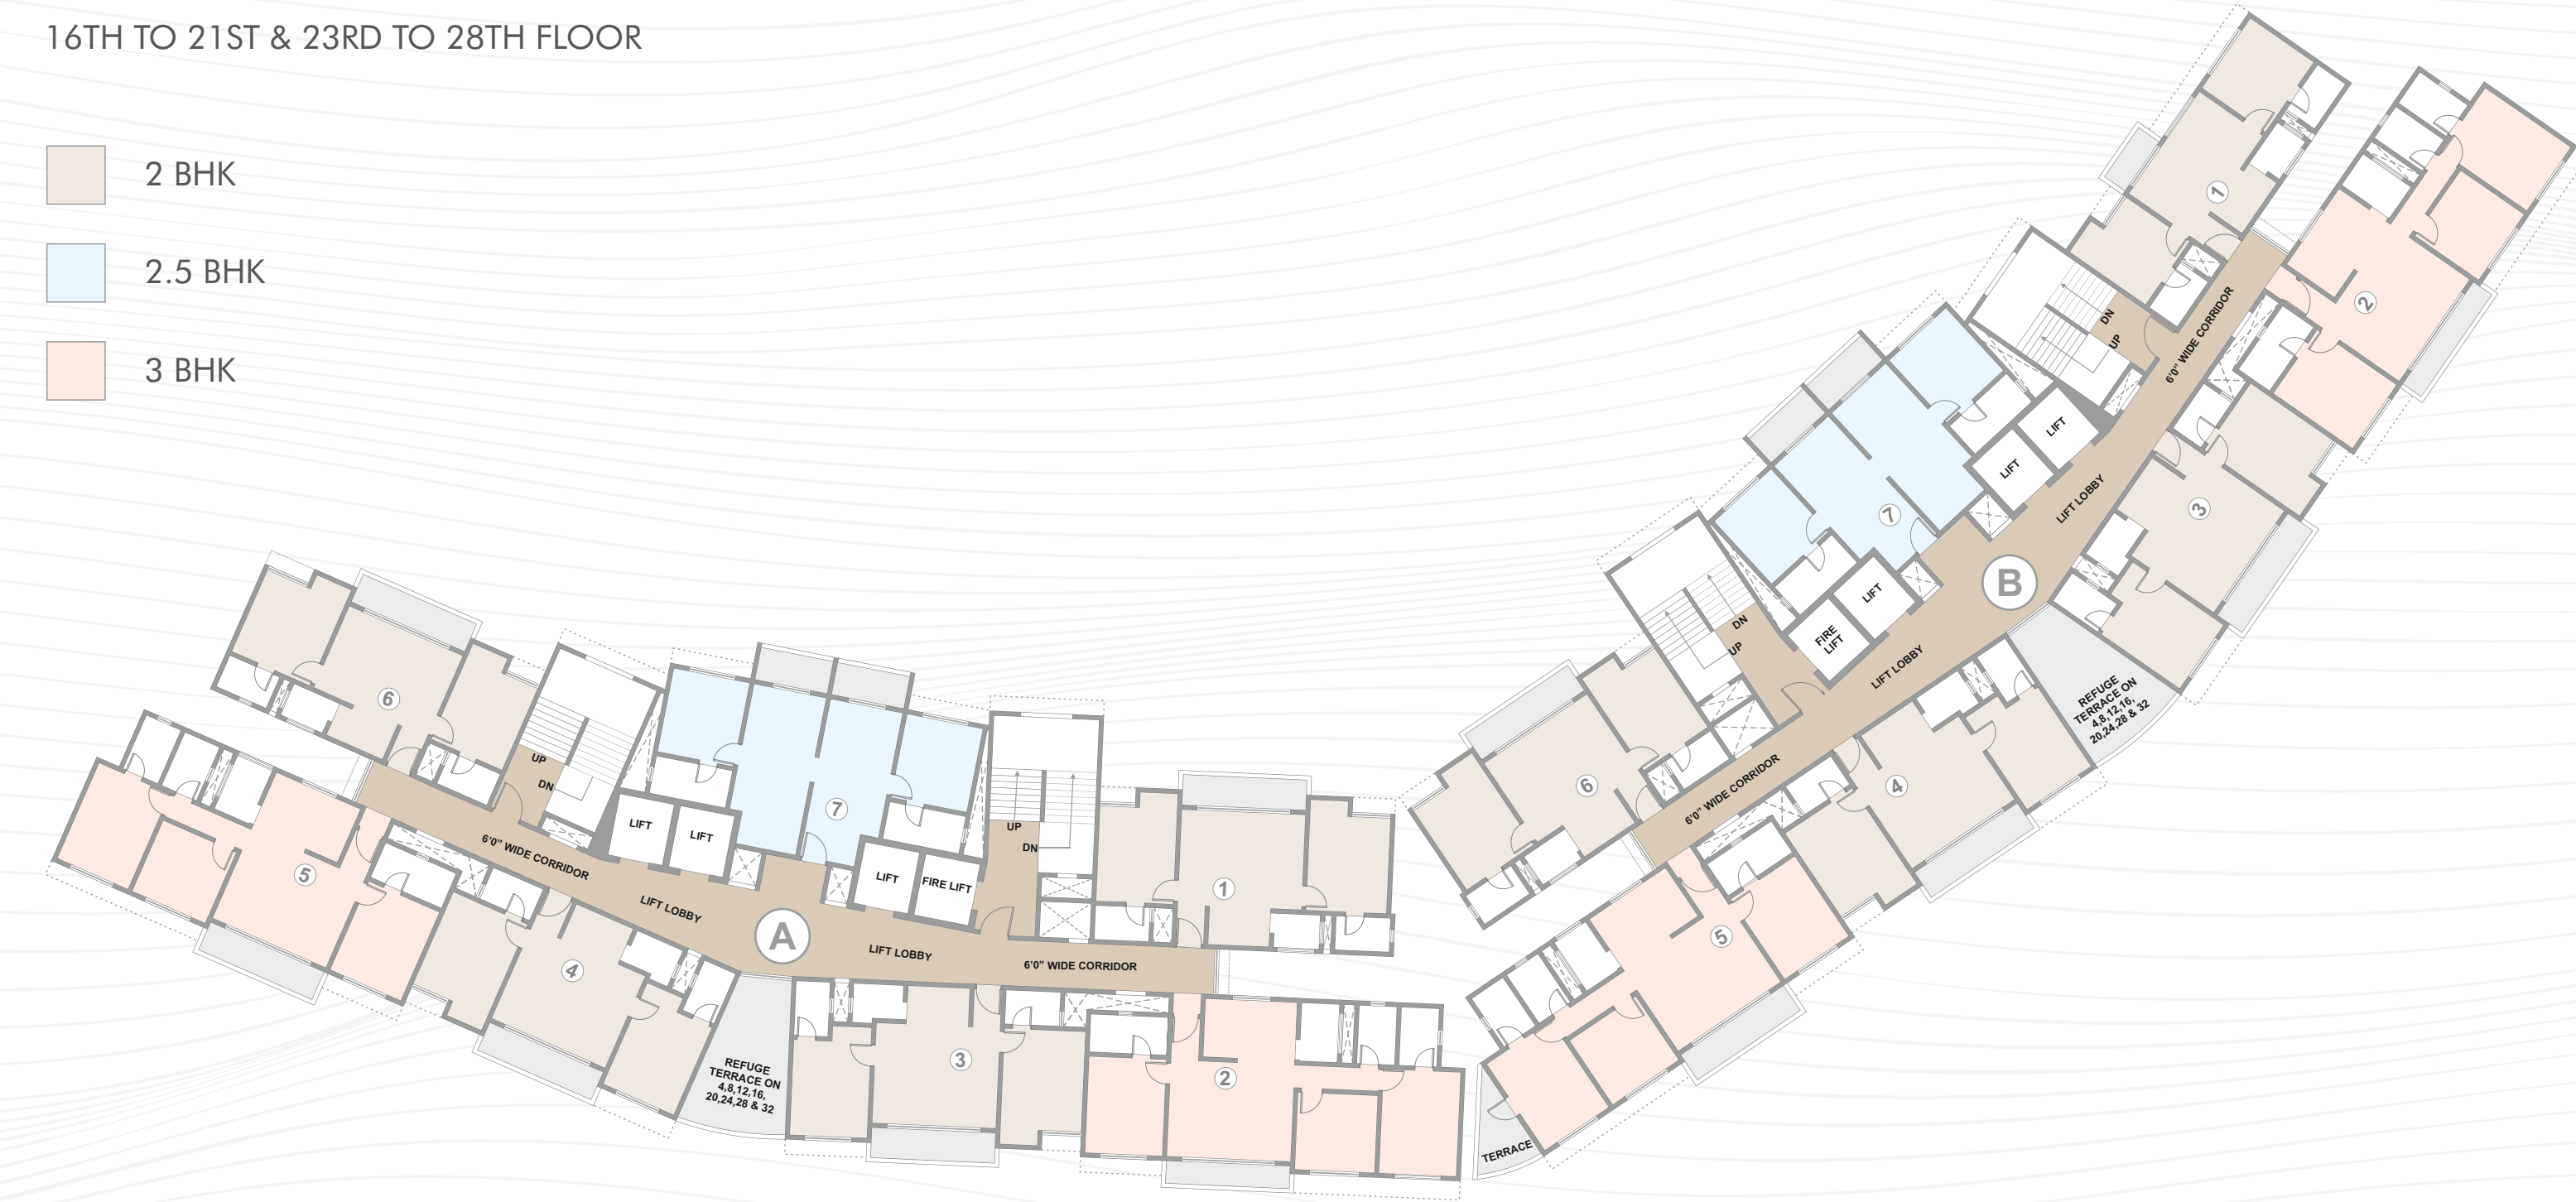 16TH TO 21ST & 23RD TO 28TH FLOOR
2 BHK
2.5 BHK
3 BHK
6
UP
DN
5
6'0" WIDE CORRIDOR
LIFT
LIFT
7
LIFT
FIRE LIFT
LIFT LOBBY
A
LIFT LOBBY
6'0" WIDE CORRIDOR
UP
DN
1
4
REFUGE
TERRACE ON
4,8,12,16,
20,24,28 & 32
3
2
1
2
DN
UP
6'0" WIDE CORRIDOR
LIFT
LIFT
LIFT LOBBY
3
7
B
LIFT
FIRE
LIFT
LIFT LOBBY
DN
UP
REFUGE
TERRACE ON
4,8,12,16,
20,24,28 & 32
6
6'0" WIDE CORRIDOR
4
5
TERRACE